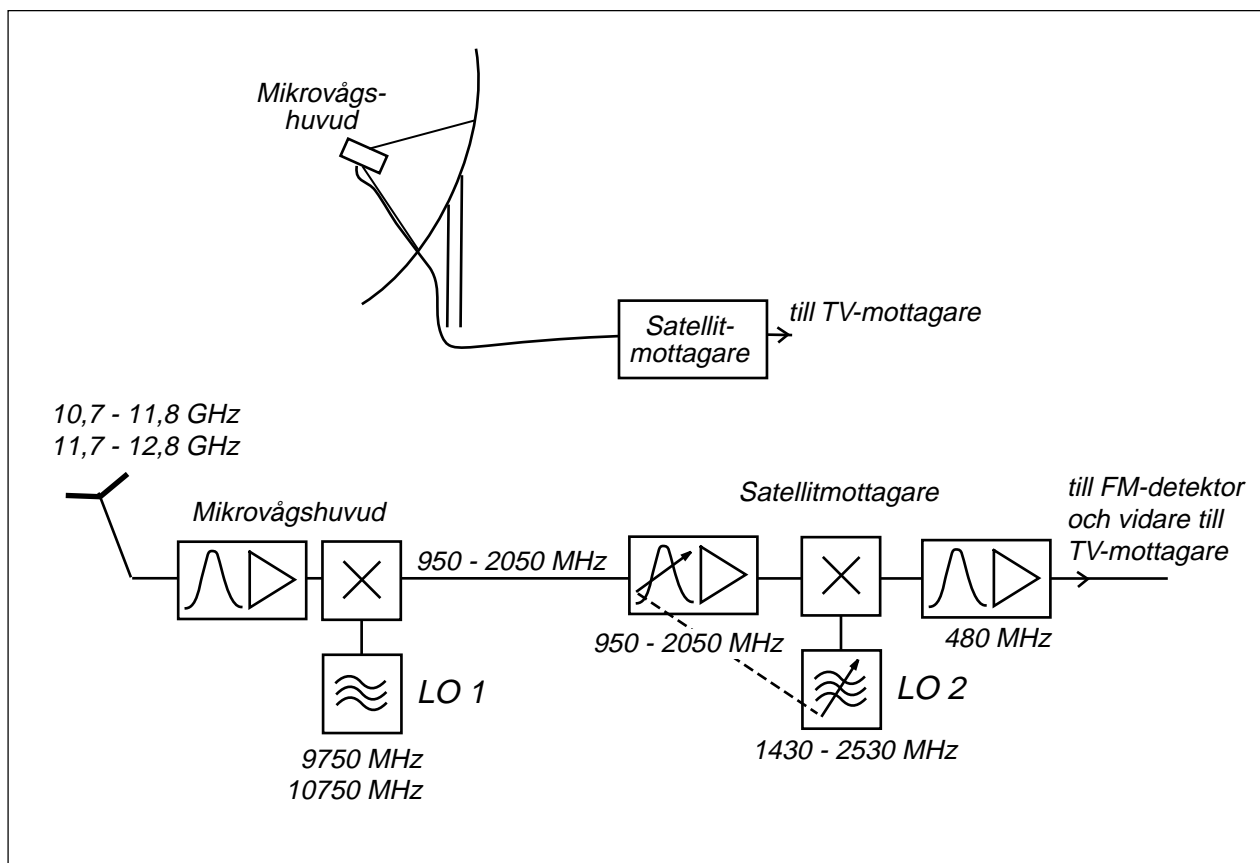 Mikrovågs-
huvud
till TV-mottagare
Satellit-
mottagare
10,7 - 11,8 GHz
11,7 - 12,8 GHz
Mikrovågshuvud
Satellitmottagare
till FM-detektor
och vidare till
TV-mottagare
950 - 2050 MHz
950 - 2050 MHz
480 MHz
LO 1
LO 2
9750 MHz
10750 MHz
1430 - 2530 MHz